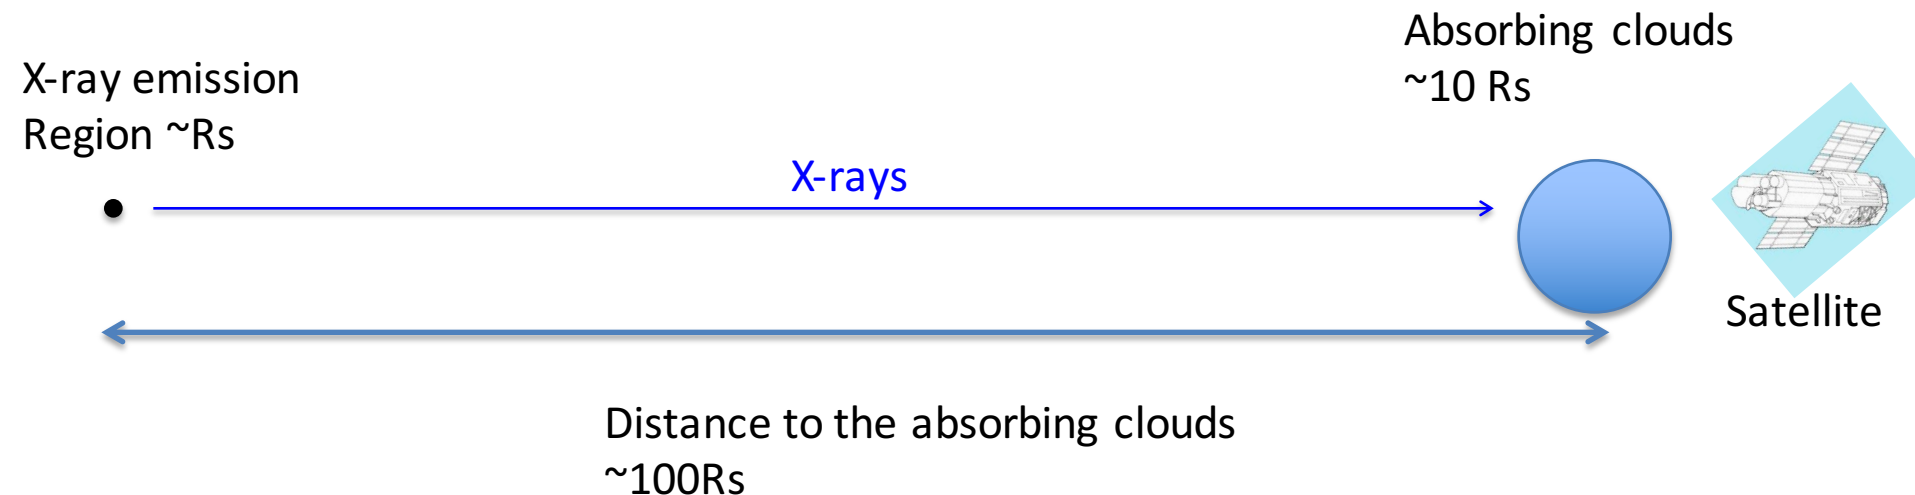 X-ray emission
Region ~Rs
X-rays
Absorbing clouds
~10 Rs
Satellite
Distance to the absorbing clouds
~100Rs